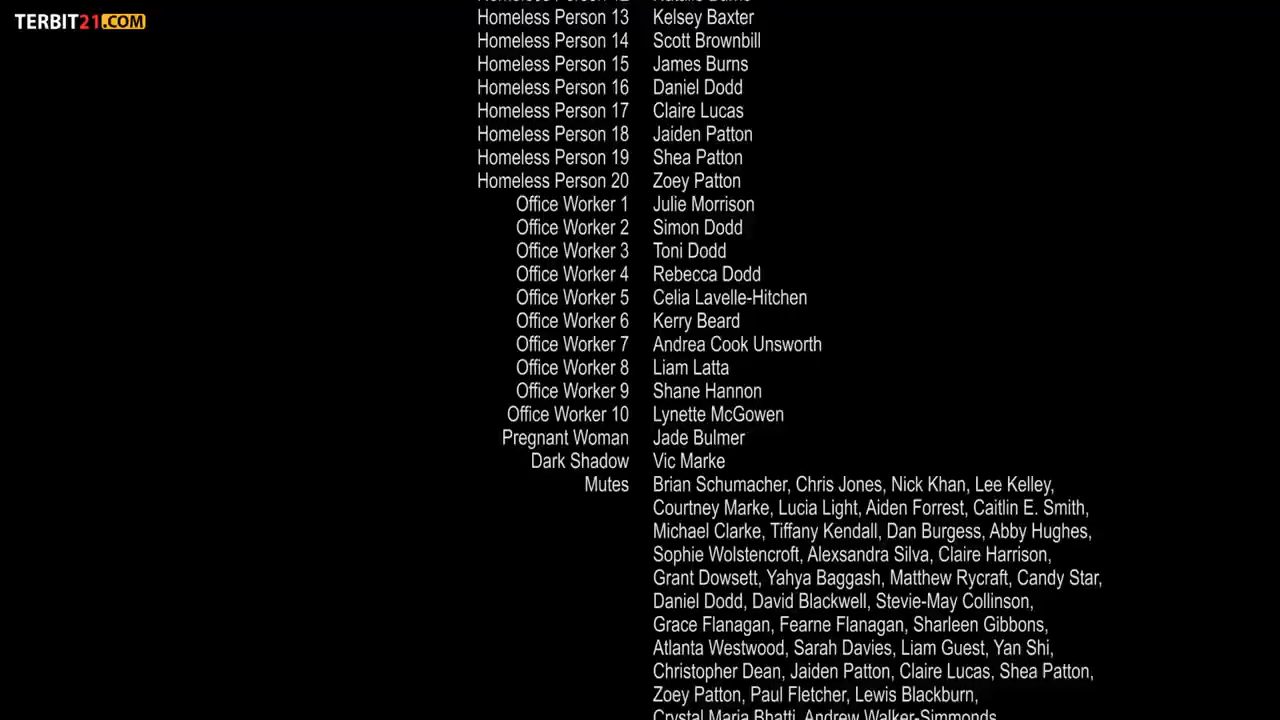 TERBIT21.COM
Homeless Person 13 Kelsey Baxter
Homeless Person 14 Scott Brownbill
Homeless Person 15 James Burns
Homeless Person 16 Daniel Dodd
Homeless Person 17 Claire Lucas
Homeless Person 18 Jaiden Patton
Homeless Person 19 Shea Patton
Homeless Person 20 Zoey Patton
Office Worker 1 Julie Morrison
Office Worker 2 Simon Dodd
Office Worker 3 Toni Dodd
Office Worker 4 Rebecca Dodd
Office Worker 5 Celia Lavelle-Hitchen
Office Worker 6 Kerry Beard
Office Worker 7 Andrea Cook Unsworth
Office Worker 8 Liam Latta
Office Worker 9 Shane Hannon
Office Worker 10 Lynette McGowen
Pregnant Woman Jade Bulmer
Dark Shadow Vic Marke
Mutes Brian Schumacher, Chris Jones, Nick Khan, Lee Kelley,
Courtney Marke, Lucia Light, Aiden Forrest, Caitlin E. Smith,
Michael Clarke, Tiffany Kendall, Dan Burgess, Abby Hughes,
Sophie Wolstencroft, Alexsandra Silva, Claire Harrison,
Grant Dowsett, Yahya Baggash, Matthew Rycraft, Candy Star,
Daniel Dodd, David Blackwell, Stevie-May Collinson,
Grace Flanagan, Fearne Flanagan, Sharleen Gibbons,
Atlanta Westwood, Sarah Davies, Liam Guest, Yan Shi,
Christopher Dean, Jaiden Patton, Claire Lucas, Shea Patton,
Zoey Patton, Paul Fletcher, Lewis Blackburn,
Crystal Maria Bhatti, Andrew Walker-Simmonds